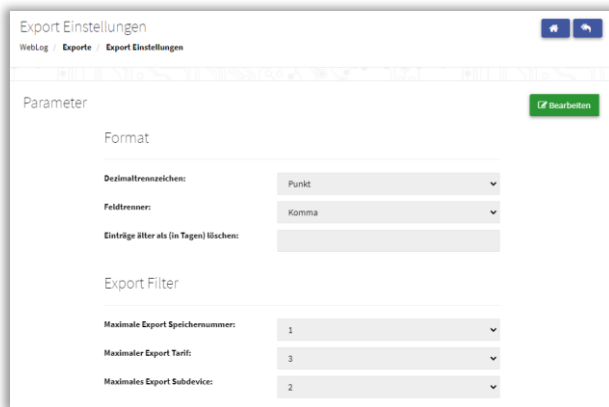 Export Einstellungen
WebLog / Exporte / Export Einstellungen
Parameter
Bearbeiten
Format
Dezimaltrennzeichen: Punkt
Feldtrenner: Komma
Einträge älter als (in Tagen) löschen:
Export Filter
Maximale Export Speichernummer: 1
Maximaler Export Tarif: 3
Maximales Export Subdevice: 2